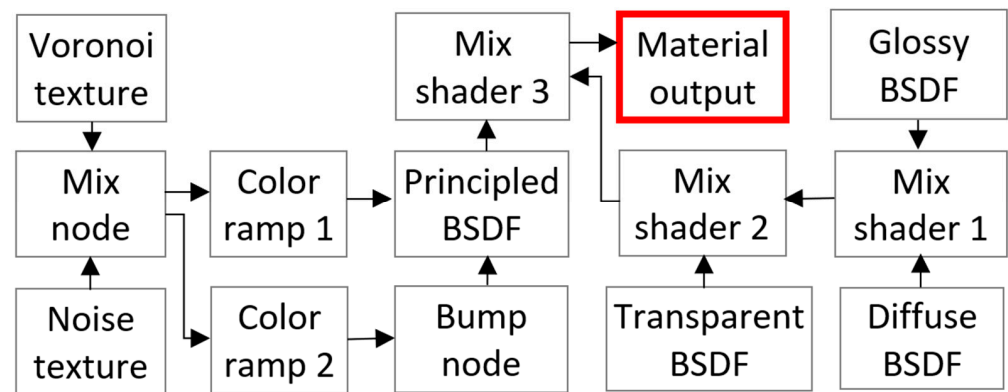 Voronoi
texture
Mix
shader 3
Material
output
Glossy
BSDF
Mix
node
Color
ramp 1
Principled
BSDF
Mix
shader 2
Mix
shader 1
Noise
texture
Color
ramp 2
Bump
node
Transparent
BSDF
Diffuse
BSDF